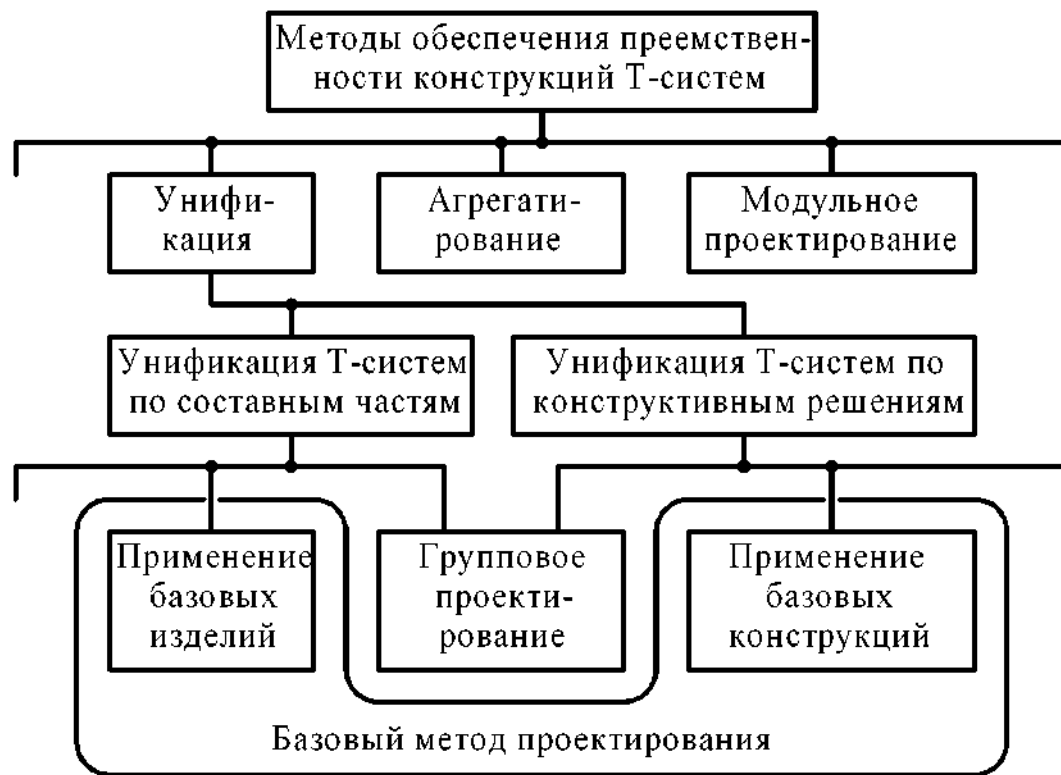 Методы обеспечения преемствен-
ности конструкций Т-систем
Унифи-
кация
Агрегати-
рование
Модульное
проектирование
Унификация Т-систем
по составным частям
Унификация Т-систем по
конструктивным решениям
Применение
базовых
изделий
Групповое
проекти-
рование
Применение
базовых
конструкций
Базовый метод проектирования